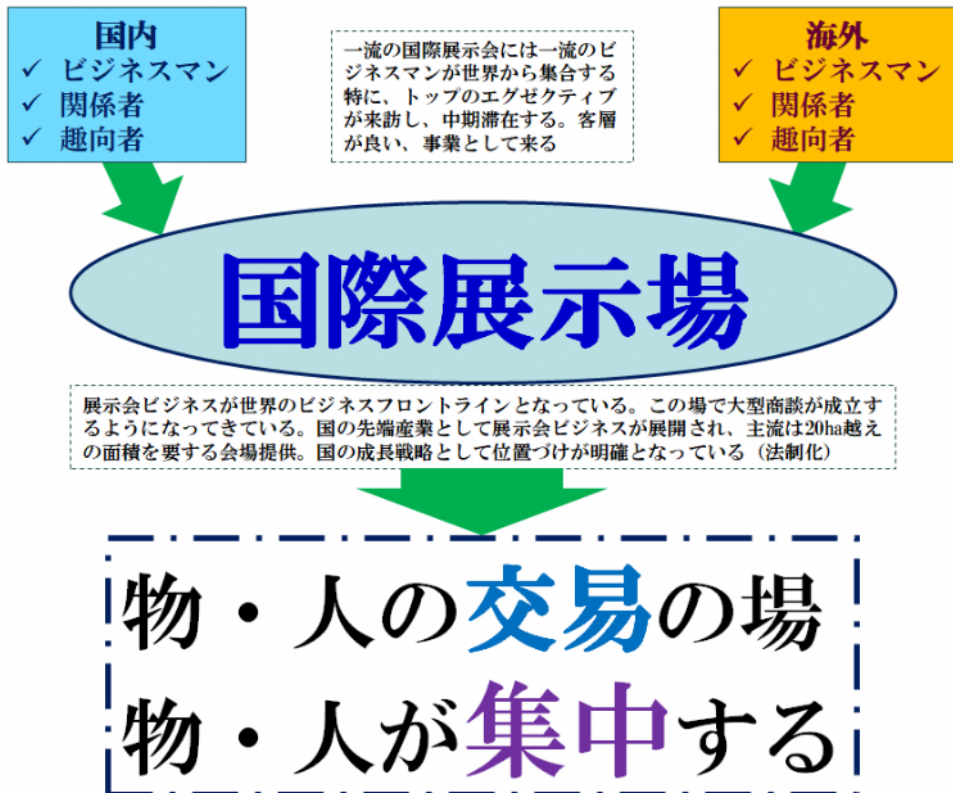 国内
✓ ビジネスマン
✓ 関係者
✓ 趣向者
一流の国際展示会には一流のビ
ジネスマンが世界から集合する
特に、トップのエグゼクティブ
が来訪し、中期滞在する。客層
が良い、事業として来る
海外
✓ ビジネスマン
✓ 関係者
✓ 趣向者
国際展示場
展示会ビジネスが世界のビジネスフロントラインとなっている。この場で大型商談が成立す
るようになってきている。国の先端産業として展示会ビジネスが展開され、主流は20ha越え
の面積を要する会場提供。国の成長戦略として位置づけが明確となっている（法制化）
物・人の交易の場
物・人が集中する